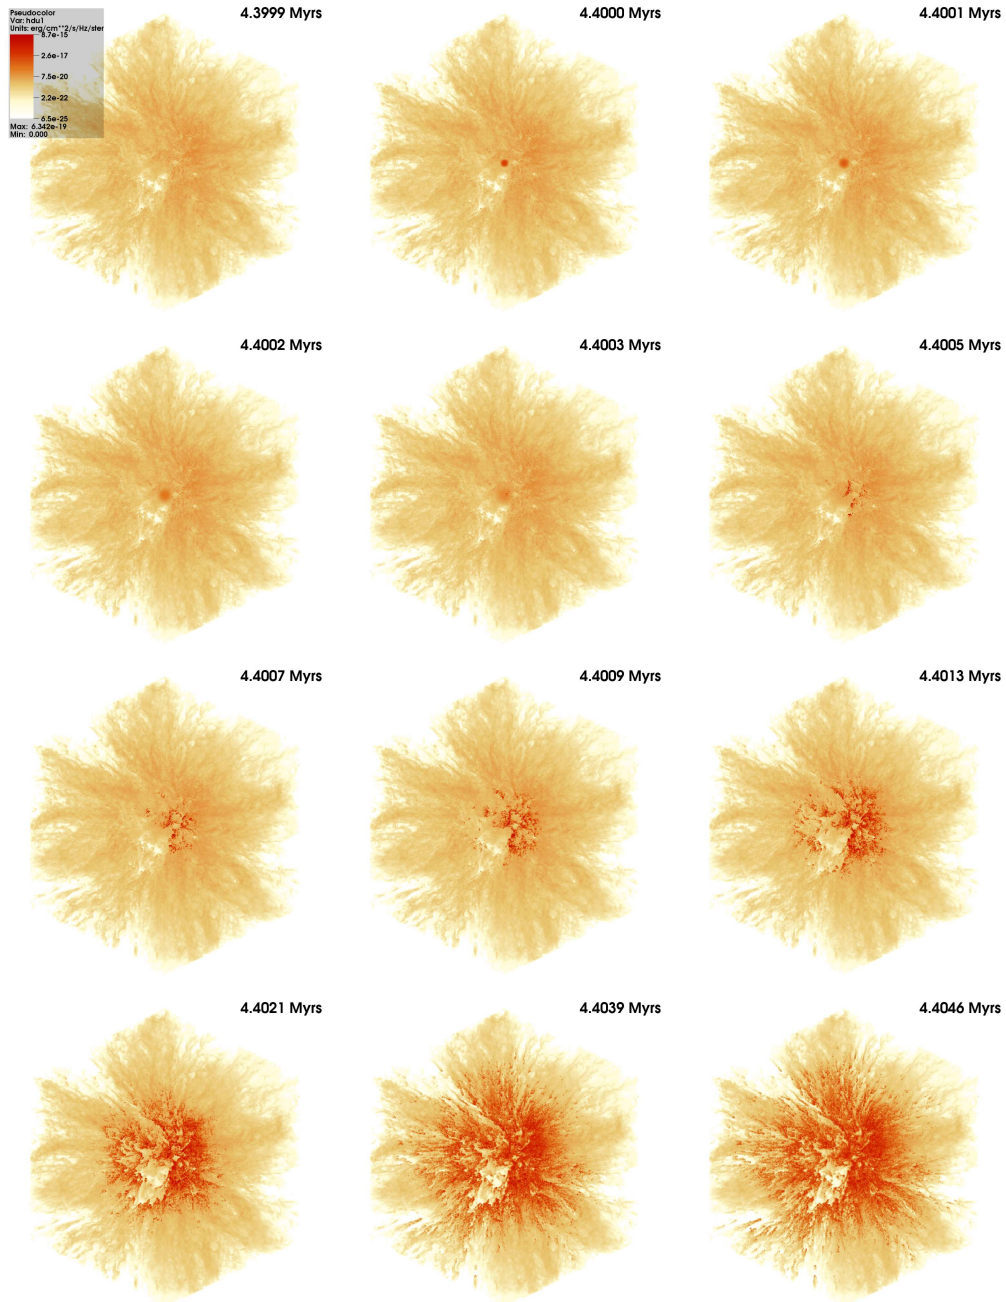 Pseudocolor
Var: hdu1
Units: erg/cm**2/s/Hz/ster
8.7e-15
2.6e-17
7.5e-20
2.2e-22
6.5e-25
Max: 6.342e-19
Min: 0.000
4.3999 Myrs
4.4000 Myrs
4.4001 Myrs
4.4002 Myrs
4.4003 Myrs
4.4005 Myrs
4.4007 Myrs
4.4009 Myrs
4.4013 Myrs
4.4021 Myrs
4.4039 Myrs
4.4046 Myrs